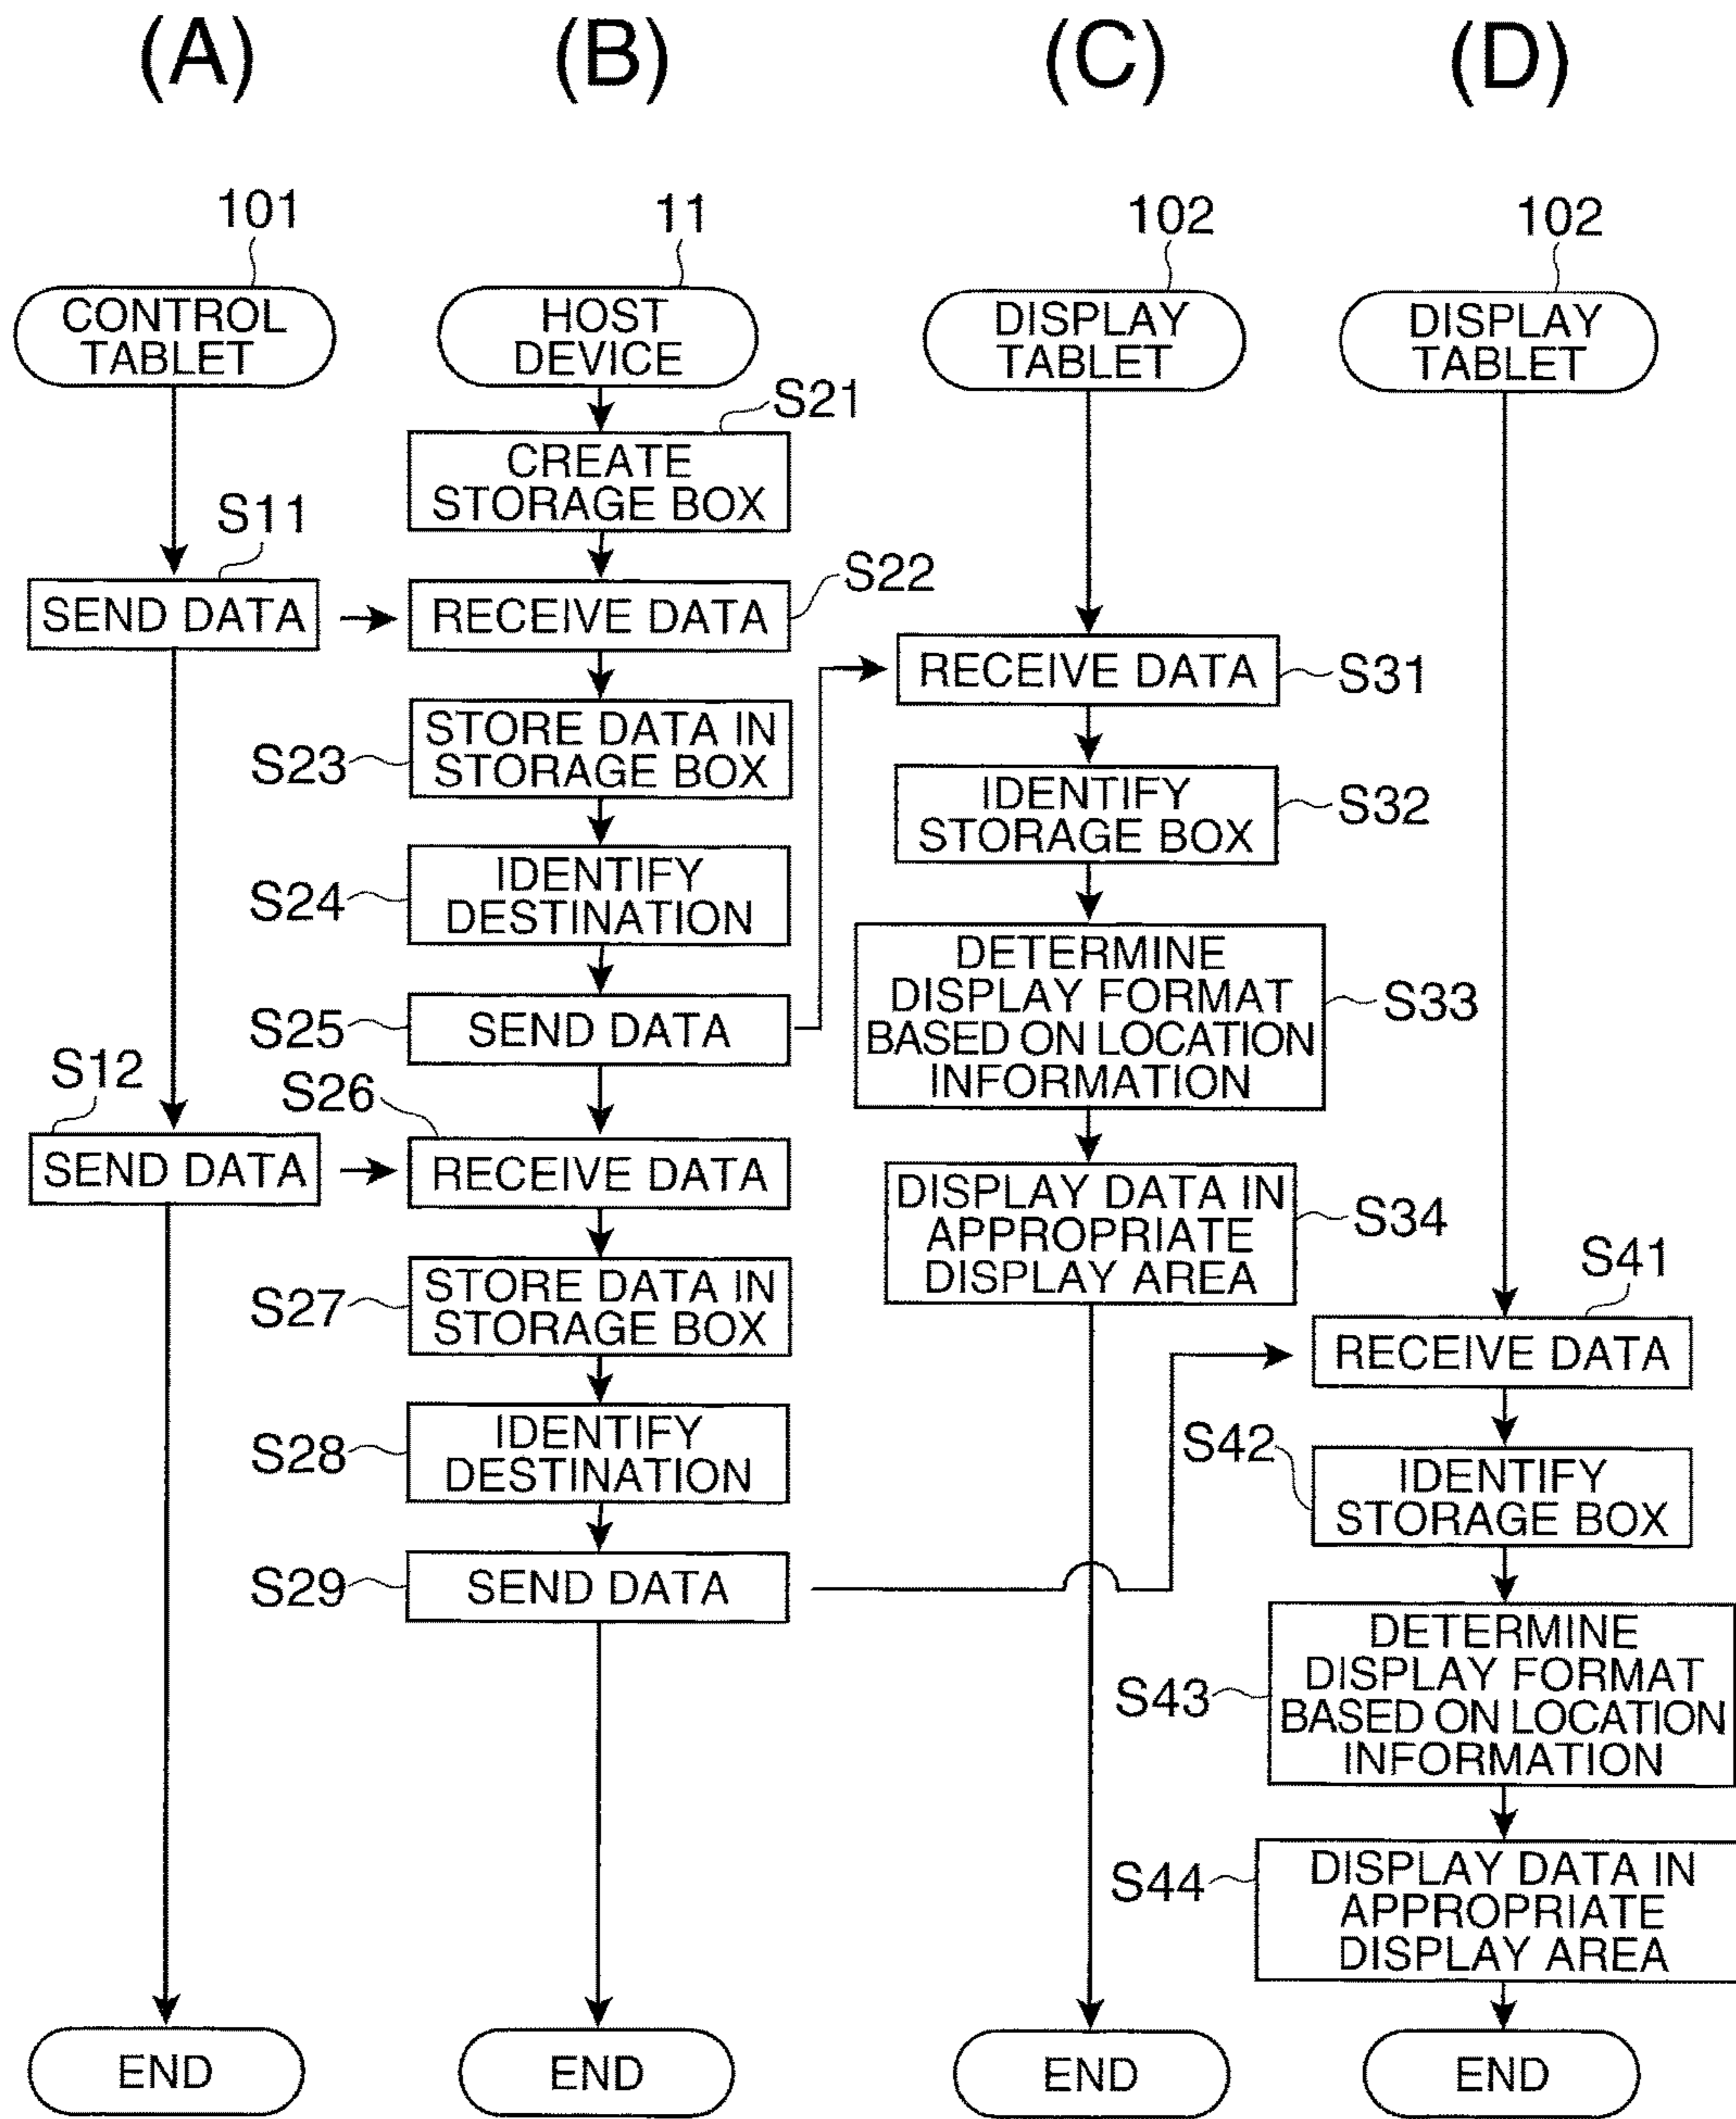 (A)
(B)
(C)
(D)
101
11
102
102
CONTROL
TABLET
HOST
DEVICE
DISPLAY
TABLET
DISPLAY
TABLET
S21
CREATE
STORAGE BOX
S11
SEND DATA
S22
RECEIVE DATA
RECEIVE DATA
S31
S23
STORE DATA IN
STORAGE BOX
IDENTIFY
STORAGE BOX
S32
S24
IDENTIFY
DESTINATION
DETERMINE
DISPLAY FORMAT
BASED ON LOCATION
INFORMATION
S33
S25
SEND DATA
S12
SEND DATA
S26
RECEIVE DATA
DISPLAY DATA IN
APPROPRIATE
DISPLAY AREA
S34
S27
STORE DATA IN
STORAGE BOX
S41
RECEIVE DATA
S28
IDENTIFY
DESTINATION
S42
IDENTIFY
STORAGE BOX
S29
SEND DATA
S43
DETERMINE
DISPLAY FORMAT
BASED ON LOCATION
INFORMATION
S44
DISPLAY DATA IN
APPROPRIATE
DISPLAY AREA
END
END
END
END